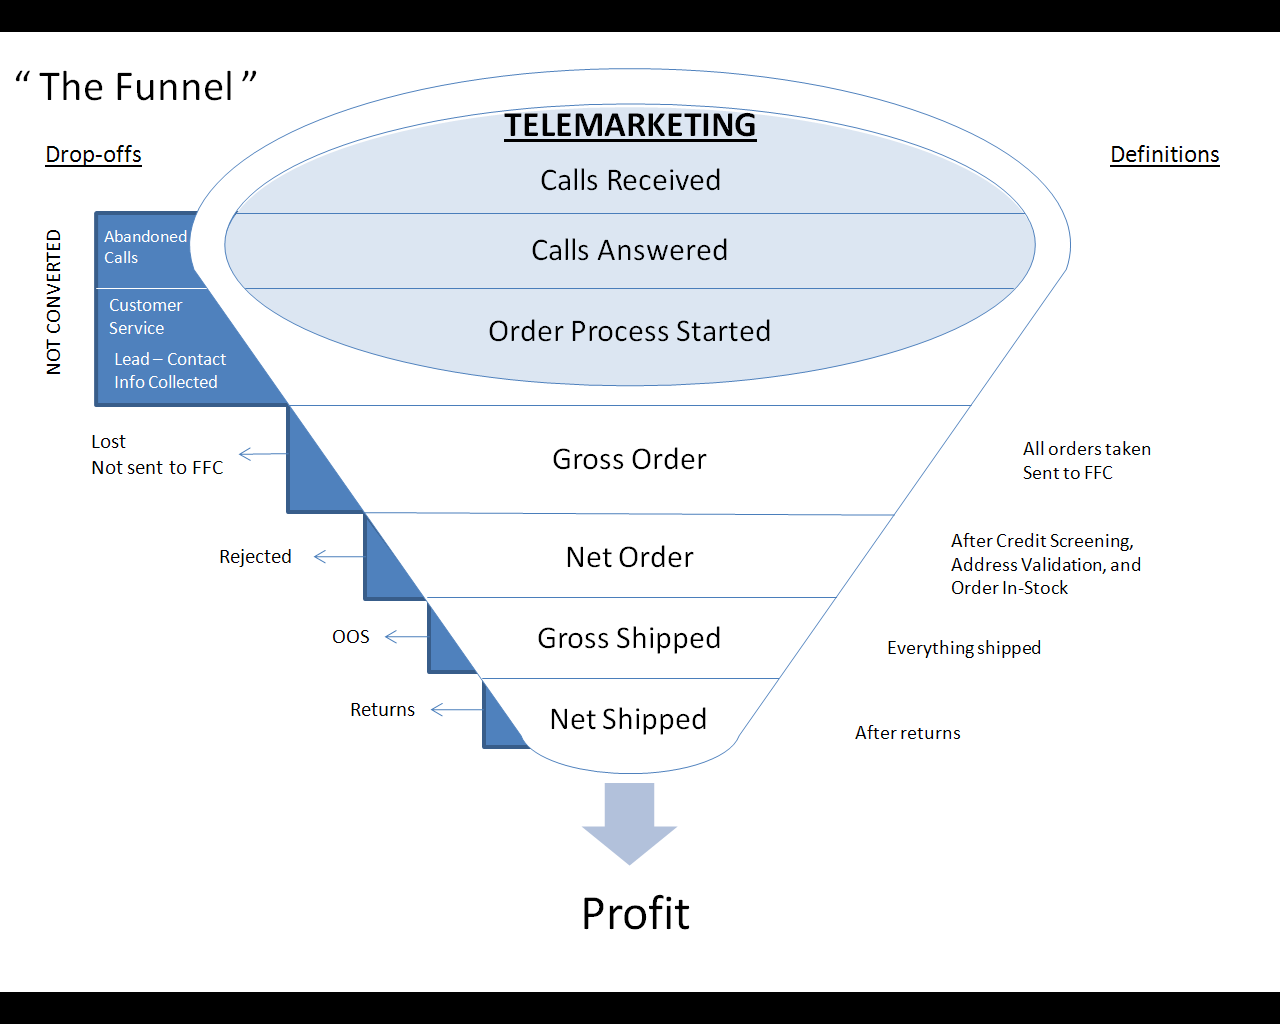 “ The Funnel ”
Drop-offs
Definitions
TELEMARKETING
Calls Received
Calls Answered
Order Process Started
NOT CONVERTED
Abandoned
Calls
Customer
Service
Lead – Contact
Info Collected
Gross Order
Lost
Not sent to FFC
All orders taken
Sent to FFC
Net Order
Rejected
After Credit Screening,
Address Validation, and
Order In-Stock
Gross Shipped
OOS
Everything shipped
Net Shipped
Returns
After returns
Profit